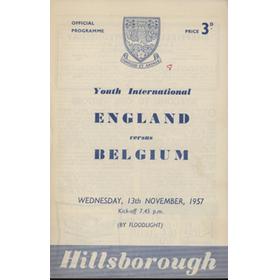 OFFICIAL
PROGRAMME
PRICE 3D
Youth International
ENGLAND
versus
BELGIUM
WEDNESDAY, 13th NOVEMBER, 1957
Kick-off 7.45 p.m.
(BY FLOODLIGHT)
Hillsborough